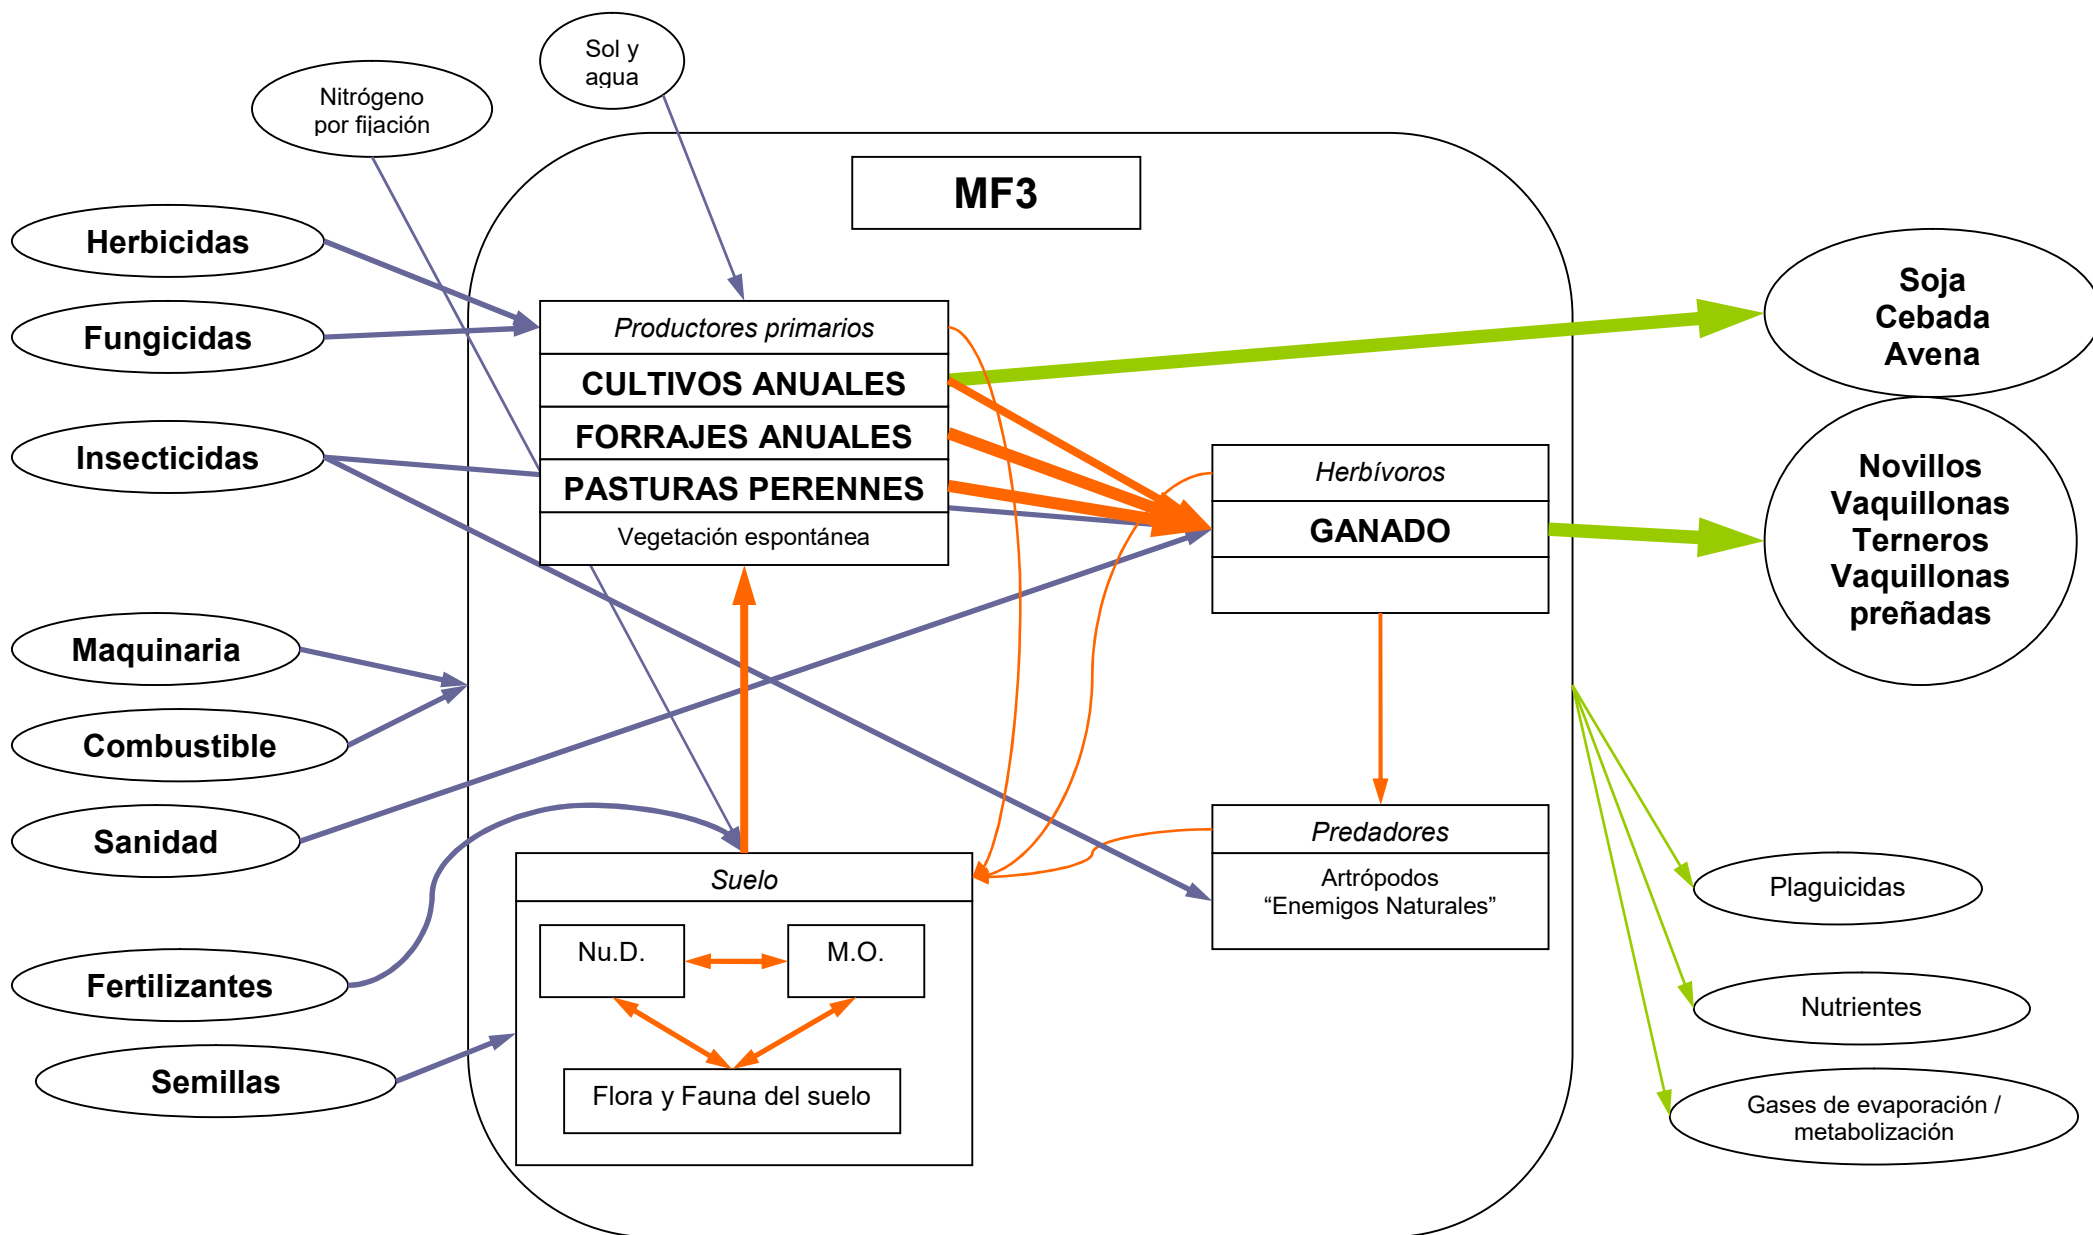 Sol y
agua
Nitrógeno
por fijación
MF3
Herbicidas
Fungicidas
Insecticidas
Maquinaria
Combustible
Sanidad
Fertilizantes
Semillas
Productores primarios
CULTIVOS ANUALES
FORRAJES ANUALES
PASTURAS PERENNES
Vegetación espontánea
Herbívoros
GANADO
Predadores
Artrópodos
“Enemigos Naturales”
Suelo
Nu.D.
M.O.
Flora y Fauna del suelo
Soja
Cebada
Avena
Novillos
Vaquillonas
Terneros
Vaquillonas
preñadas
Plaguicidas
Nutrientes
Gases de evaporación /
metabolización